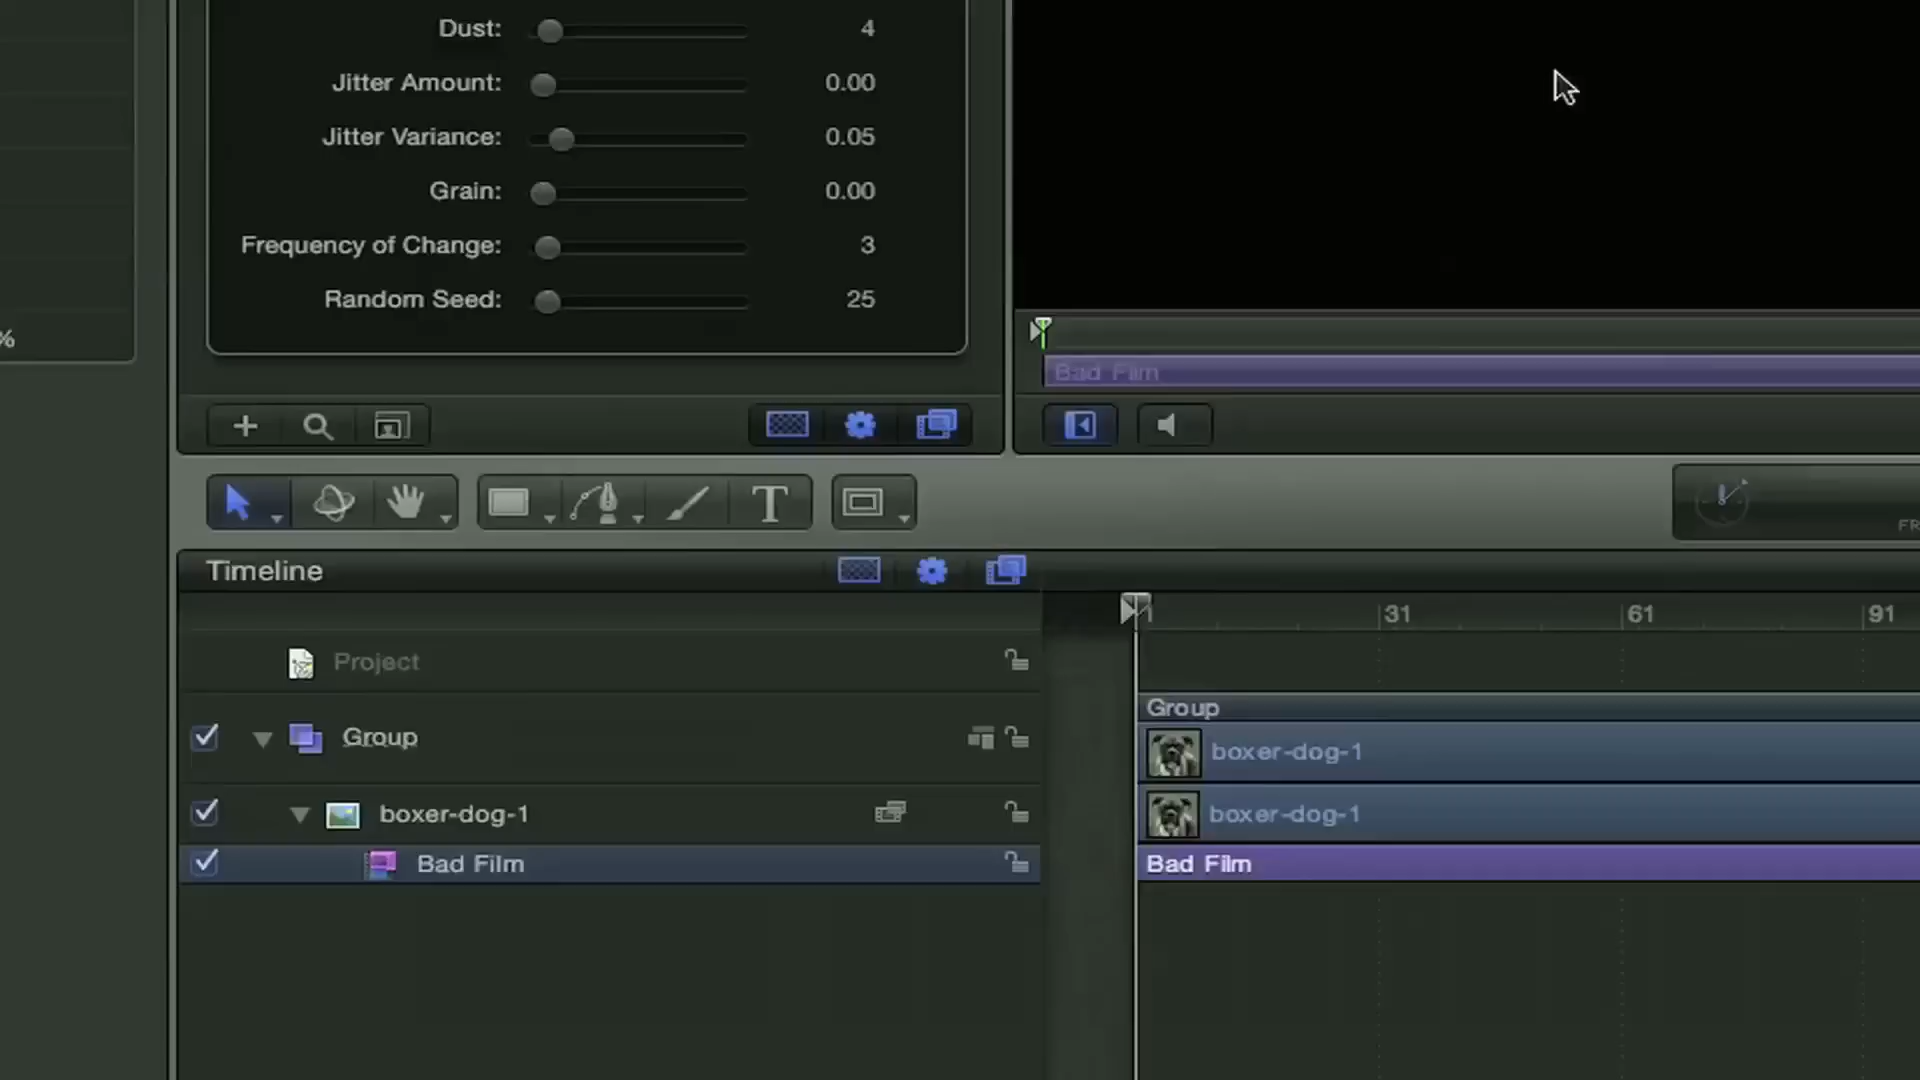 Dust: 4
Jitter Amount: 0.00
Jitter Variance: 0.05
Grain: 0.00
Frequency of Change: 3
Random Seed: 25
%
Bad Film
T
FR
Timeline
1 31 61 91
Project
Group
Group
boxer-dog-1
boxer-dog-1
boxer-dog-1
Bad Film
Bad Film